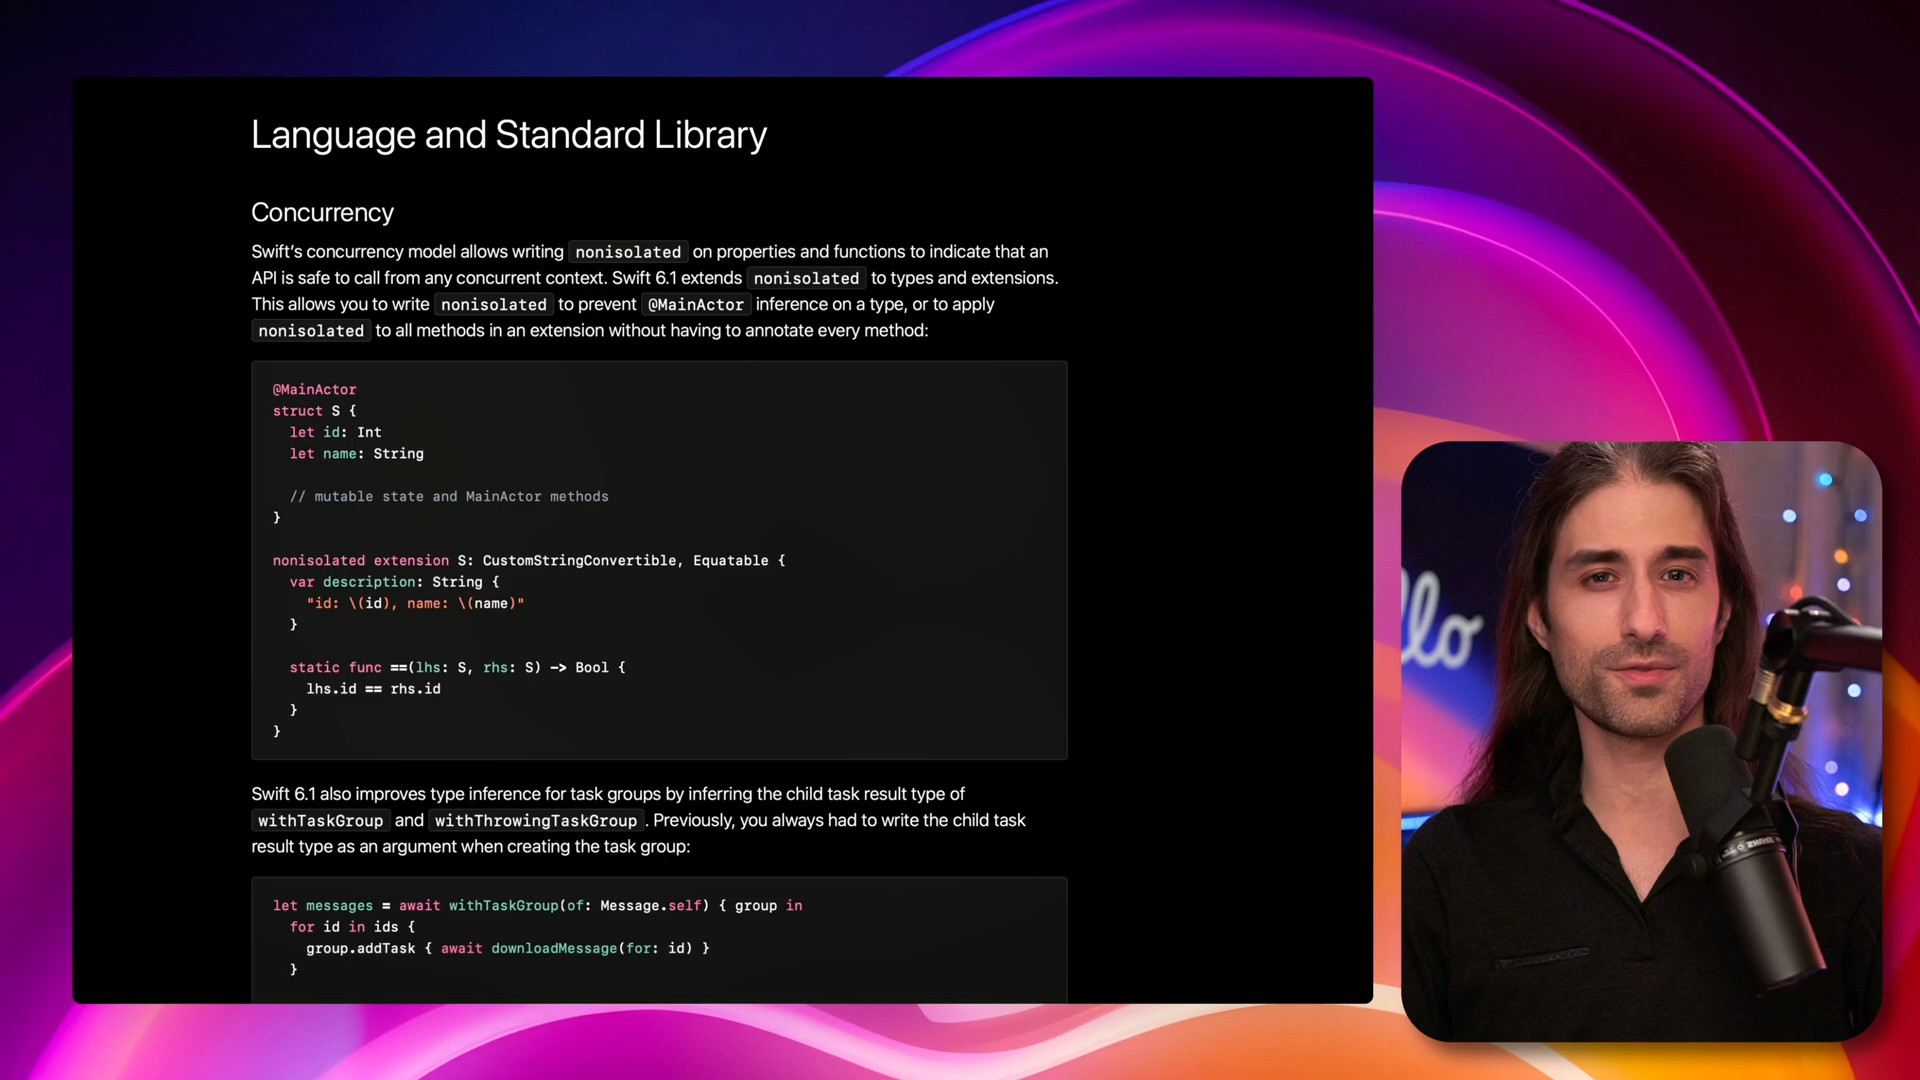 Language and Standard Library
Concurrency
Swift's concurrency model allows writing nonisolated on properties and functions to indicate that an
API is safe to call from any concurrent context. Swift 6.1 extends nonisolated to types and extensions.
This allows you to write nonisolated to prevent @MainActor inference on a type, or to apply
nonisolated to all methods in an extension without having to annotate every method:
@MainActor
struct S {
  let id: Int
  let name: String
  // mutable state and MainActor methods
}
nonisolated extension S: CustomStringConvertible, Equatable {
  var description: String {
    "id: \(id), name: \(name)"
  }
  static func ==(lhs: S, rhs: S) -> Bool {
    lhs.id == rhs.id
  }
}
Swift 6.1 also improves type inference for task groups by inferring the child task result type of
withTaskGroup and withThrowingTaskGroup. Previously, you always had to write the child task
result type as an argument when creating the task group:
let messages = await withTaskGroup(of: Message.self) { group in
  for id in ids {
    group.addTask { await downloadMessage(for: id) }
  }
llo